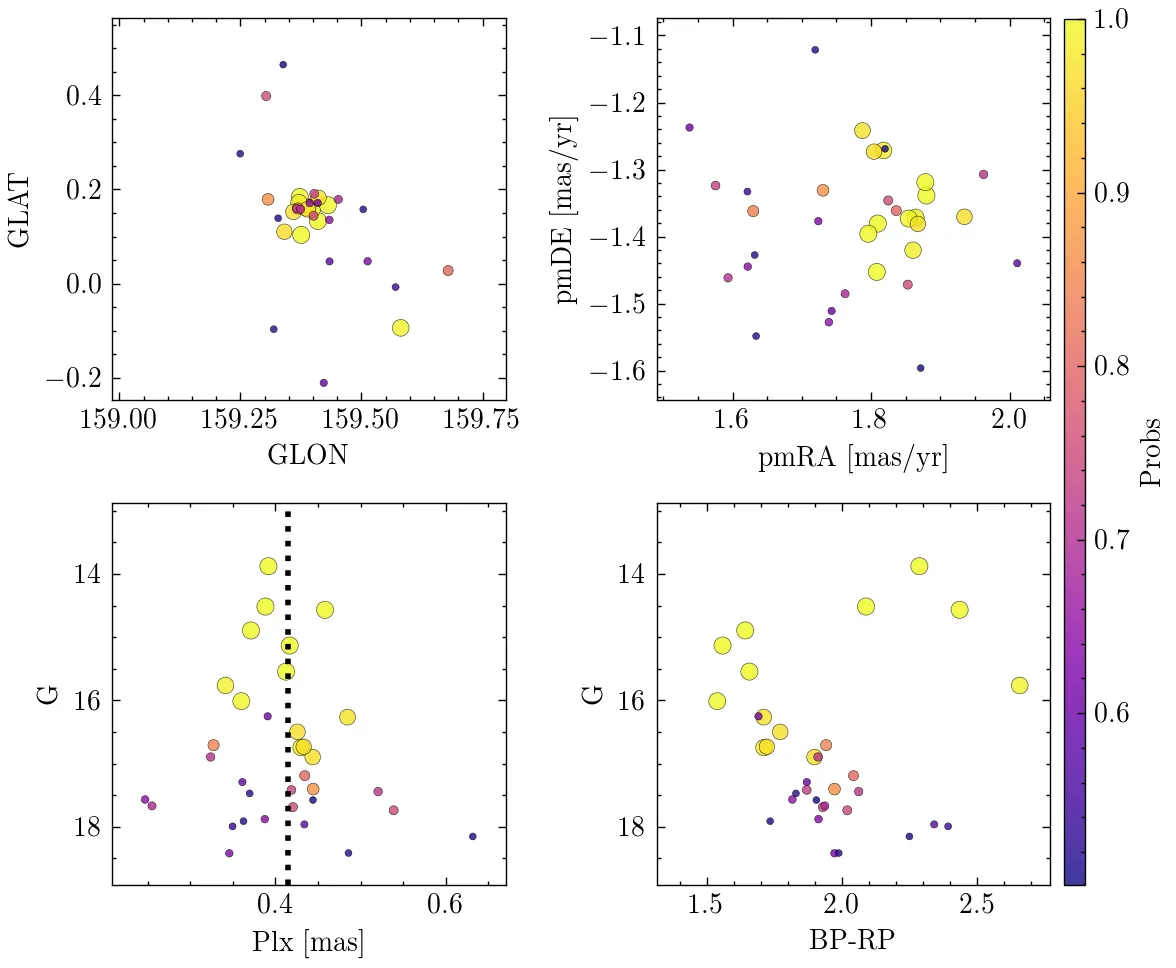 0.4
0.2
0.0
−0.2
GLAT
159.00 159.25 159.50 159.75
GLON
−1.1
−1.2
−1.3
−1.4
−1.5
−1.6
pmDE [mas/yr]
1.6 1.8 2.0
pmRA [mas/yr]
14
16
18
G
0.4 0.6
Plx [mas]
14
16
18
G
1.5 2.0 2.5
BP-RP
1.0
0.9
0.8
0.7
0.6
Probs